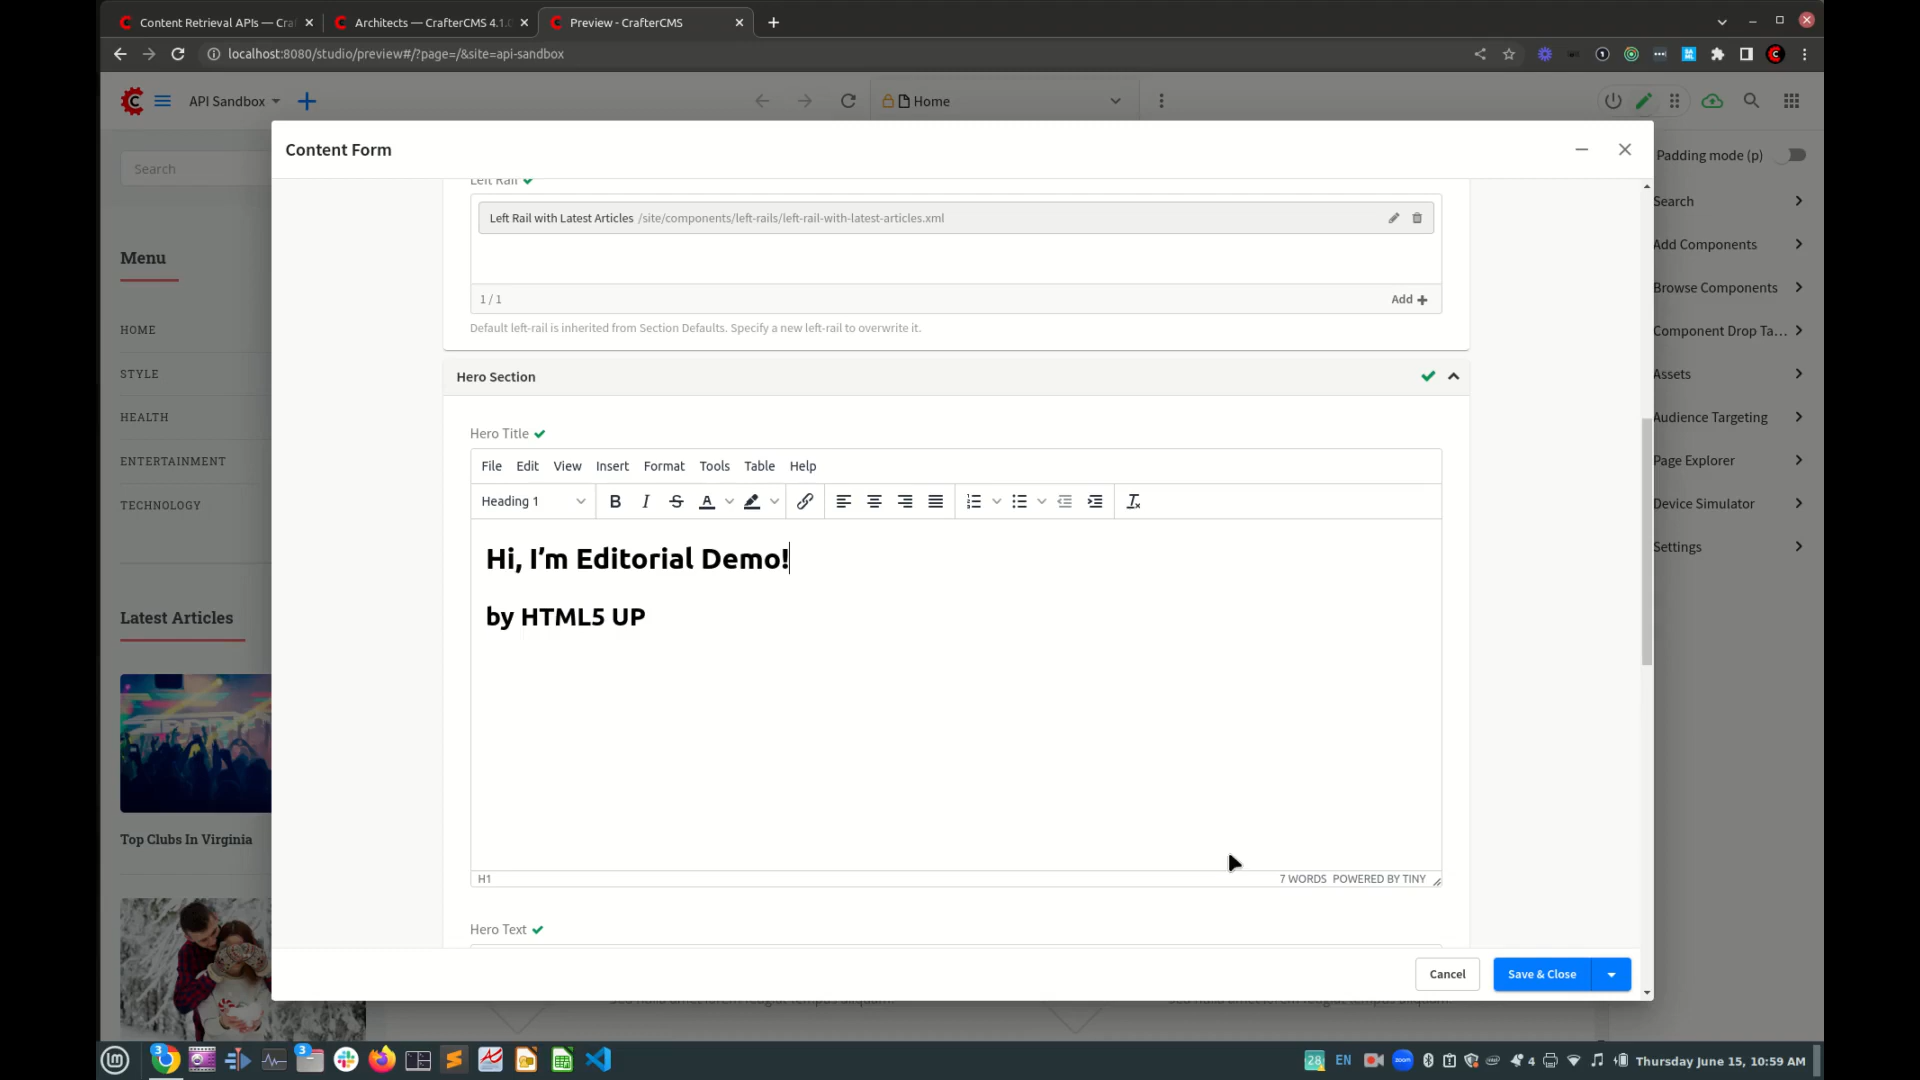 Content Retrieval APIs — Craf
Architects — CrafterCMS 4.1.0
Preview - CrafterCMS
localhost:8080/studio/preview#/?page=/&site=api-sandbox
API Sandbox
Home
Content Form
Search
Menu
HOME
STYLE
HEALTH
ENTERTAINMENT
TECHNOLOGY
Latest Articles
Top Clubs In Virginia
Left Rail
Left Rail with Latest Articles /site/components/left-rails/left-rail-with-latest-articles.xml
1 / 1
Add
Default left-rail is inherited from Section Defaults. Specify a new left-rail to overwrite it.
Hero Section
Hero Title
File Edit View Insert Format Tools Table Help
Heading 1
Hi, I’m Editorial Demo!
by HTML5 UP
H1
7 WORDS POWERED BY TINY
Hero Text
Cancel
Save & Close
Padding mode (p)
Search
Add Components
Browse Components
Component Drop Ta...
Assets
Audience Targeting
Page Explorer
Device Simulator
Settings
3
3
28
EN
zoom
4
Thursday June 15, 10:59 AM